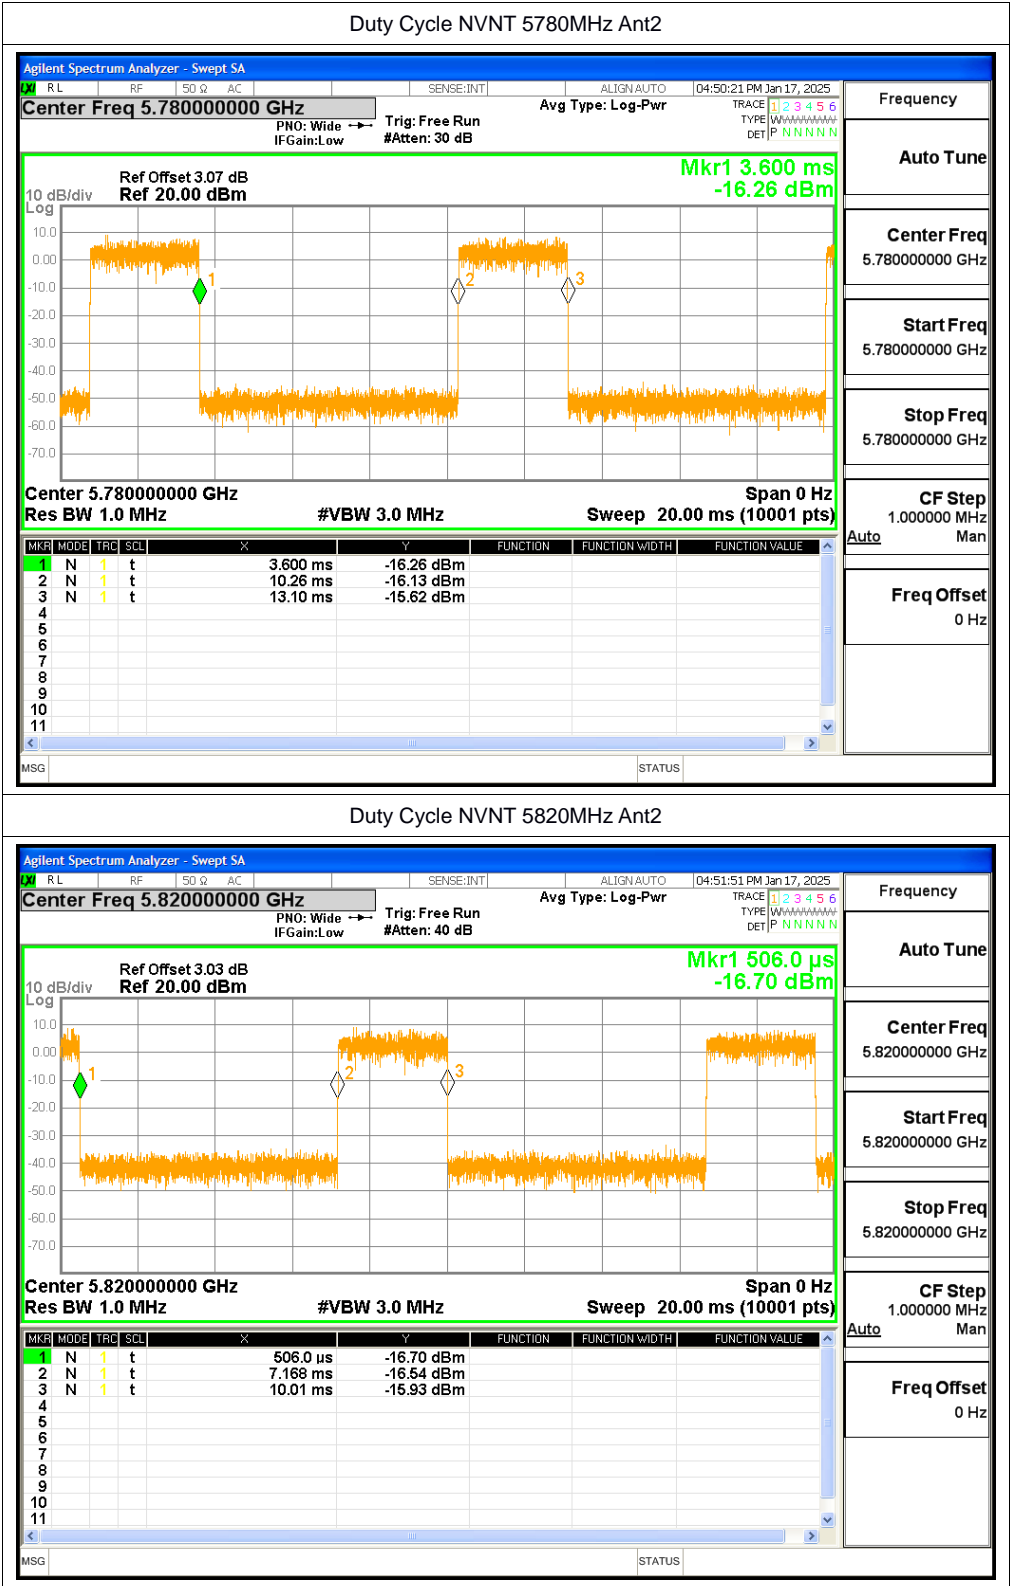 Duty Cycle NVNT 5780MHz Ant2
Agilent Spectrum Analyzer - Swept SA
LXI RL RF 50 Ω AC SENSE:INT ALIGN AUTO 04:50:21 PM Jan 17, 2025
Center Freq 5.780000000 GHz
PNO: Wide
IFGain:Low
Trig: Free Run
#Atten: 30 dB
Avg Type: Log-Pwr
TRACE 1 2 3 4 5 6
TYPE W
DET P N N N N N
Frequency
Auto Tune
Center Freq
5.780000000 GHz
Start Freq
5.780000000 GHz
Stop Freq
5.780000000 GHz
CF Step
1.000000 MHz
Auto Man
Freq Offset
0 Hz
Mkr1 3.600 ms
-16.26 dBm
Ref Offset 3.07 dB
10 dB/div Ref 20.00 dBm
Log
10.0
0.00
-10.0
-20.0
-30.0
-40.0
-50.0
-60.0
-70.0
1
2
3
Center 5.780000000 GHz Span 0 Hz
Res BW 1.0 MHz #VBW 3.0 MHz Sweep 20.00 ms (10001 pts)
MKR MODE TRC SCL X Y FUNCTION FUNCTION WIDTH FUNCTION VALUE
1 N 1 t 3.600 ms -16.26 dBm
2 N 1 t 10.26 ms -16.13 dBm
3 N 1 t 13.10 ms -15.62 dBm
4
5
6
7
8
9
10
11
MSG STATUS
Duty Cycle NVNT 5820MHz Ant2
Agilent Spectrum Analyzer - Swept SA
LXI RL RF 50 Ω AC SENSE:INT ALIGN AUTO 04:51:51 PM Jan 17, 2025
Center Freq 5.820000000 GHz
PNO: Wide
IFGain:Low
Trig: Free Run
#Atten: 40 dB
Avg Type: Log-Pwr
TRACE 1 2 3 4 5 6
TYPE W
DET P N N N N N
Frequency
Auto Tune
Center Freq
5.820000000 GHz
Start Freq
5.820000000 GHz
Stop Freq
5.820000000 GHz
CF Step
1.000000 MHz
Auto Man
Freq Offset
0 Hz
Mkr1 506.0 µs
-16.70 dBm
Ref Offset 3.03 dB
10 dB/div Ref 20.00 dBm
Log
10.0
0.00
-10.0
-20.0
-30.0
-40.0
-50.0
-60.0
-70.0
1
2
3
Center 5.820000000 GHz Span 0 Hz
Res BW 1.0 MHz #VBW 3.0 MHz Sweep 20.00 ms (10001 pts)
MKR MODE TRC SCL X Y FUNCTION FUNCTION WIDTH FUNCTION VALUE
1 N 1 t 506.0 µs -16.70 dBm
2 N 1 t 7.168 ms -16.54 dBm
3 N 1 t 10.01 ms -15.93 dBm
4
5
6
7
8
9
10
11
MSG STATUS